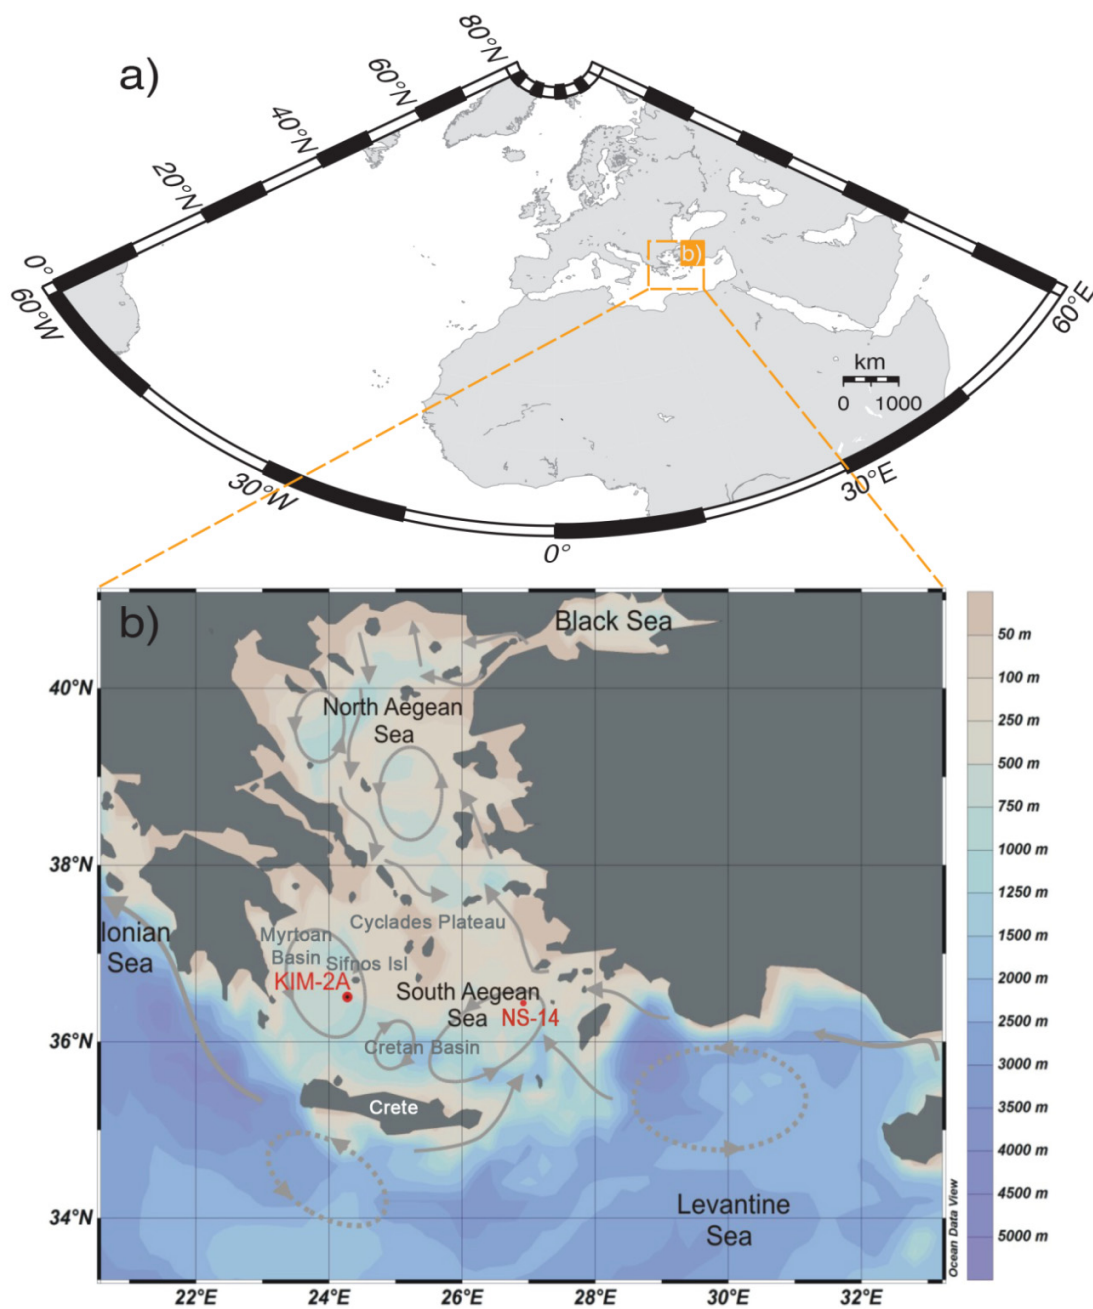 a)
80°N
60°N
40°N
20°N
0°
60°W
30°W
0°
30°E
60°E
b)
km
0 1000
b)
Black Sea
North Aegean
Sea
Ionian
Sea
Myrtoan
Basin
Cyclades Plateau
Sifnos Isl
KIM-2A
South Aegean
Sea
NS-14
Cretan Basin
Crete
Levantine
Sea
40°N
38°N
36°N
34°N
22°E
24°E
26°E
28°E
30°E
32°E
50 m
100 m
250 m
500 m
750 m
1000 m
1250 m
1500 m
2000 m
2500 m
3000 m
3500 m
4000 m
4500 m
5000 m
Ocean Data View